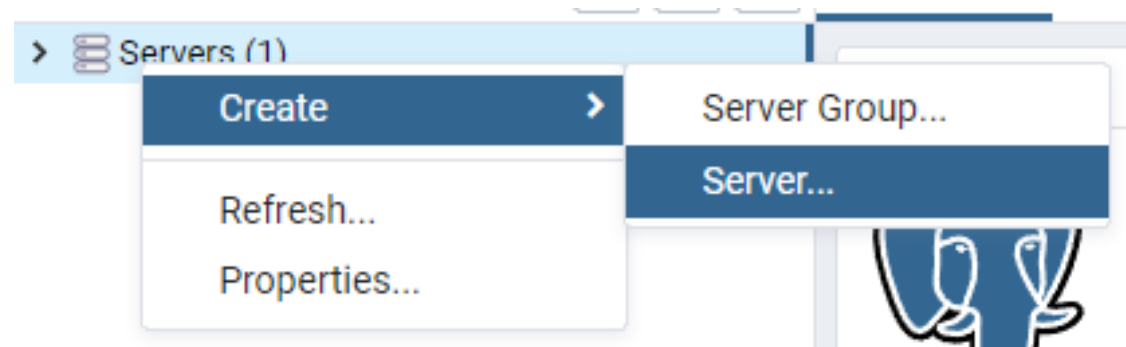 Servers (1)
Create
Server Group...
Server...
Refresh...
Properties...